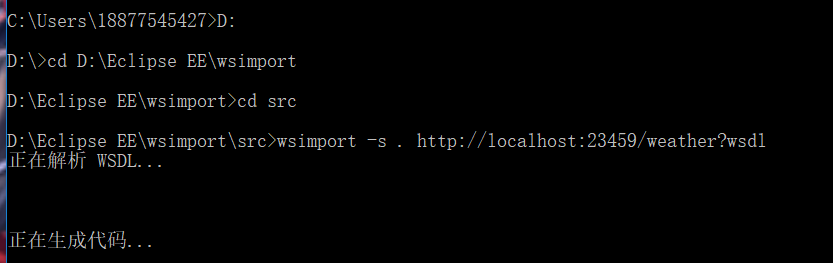 C:\Users\18877545427>D:
D:\>cd D:\Eclipse EE\wsimport
D:\Eclipse EE\wsimport>cd src
D:\Eclipse EE\wsimport\src>wsimport -s . http://localhost:23459/weather?wsdl
正在解析 WSDL...
正在生成代码...